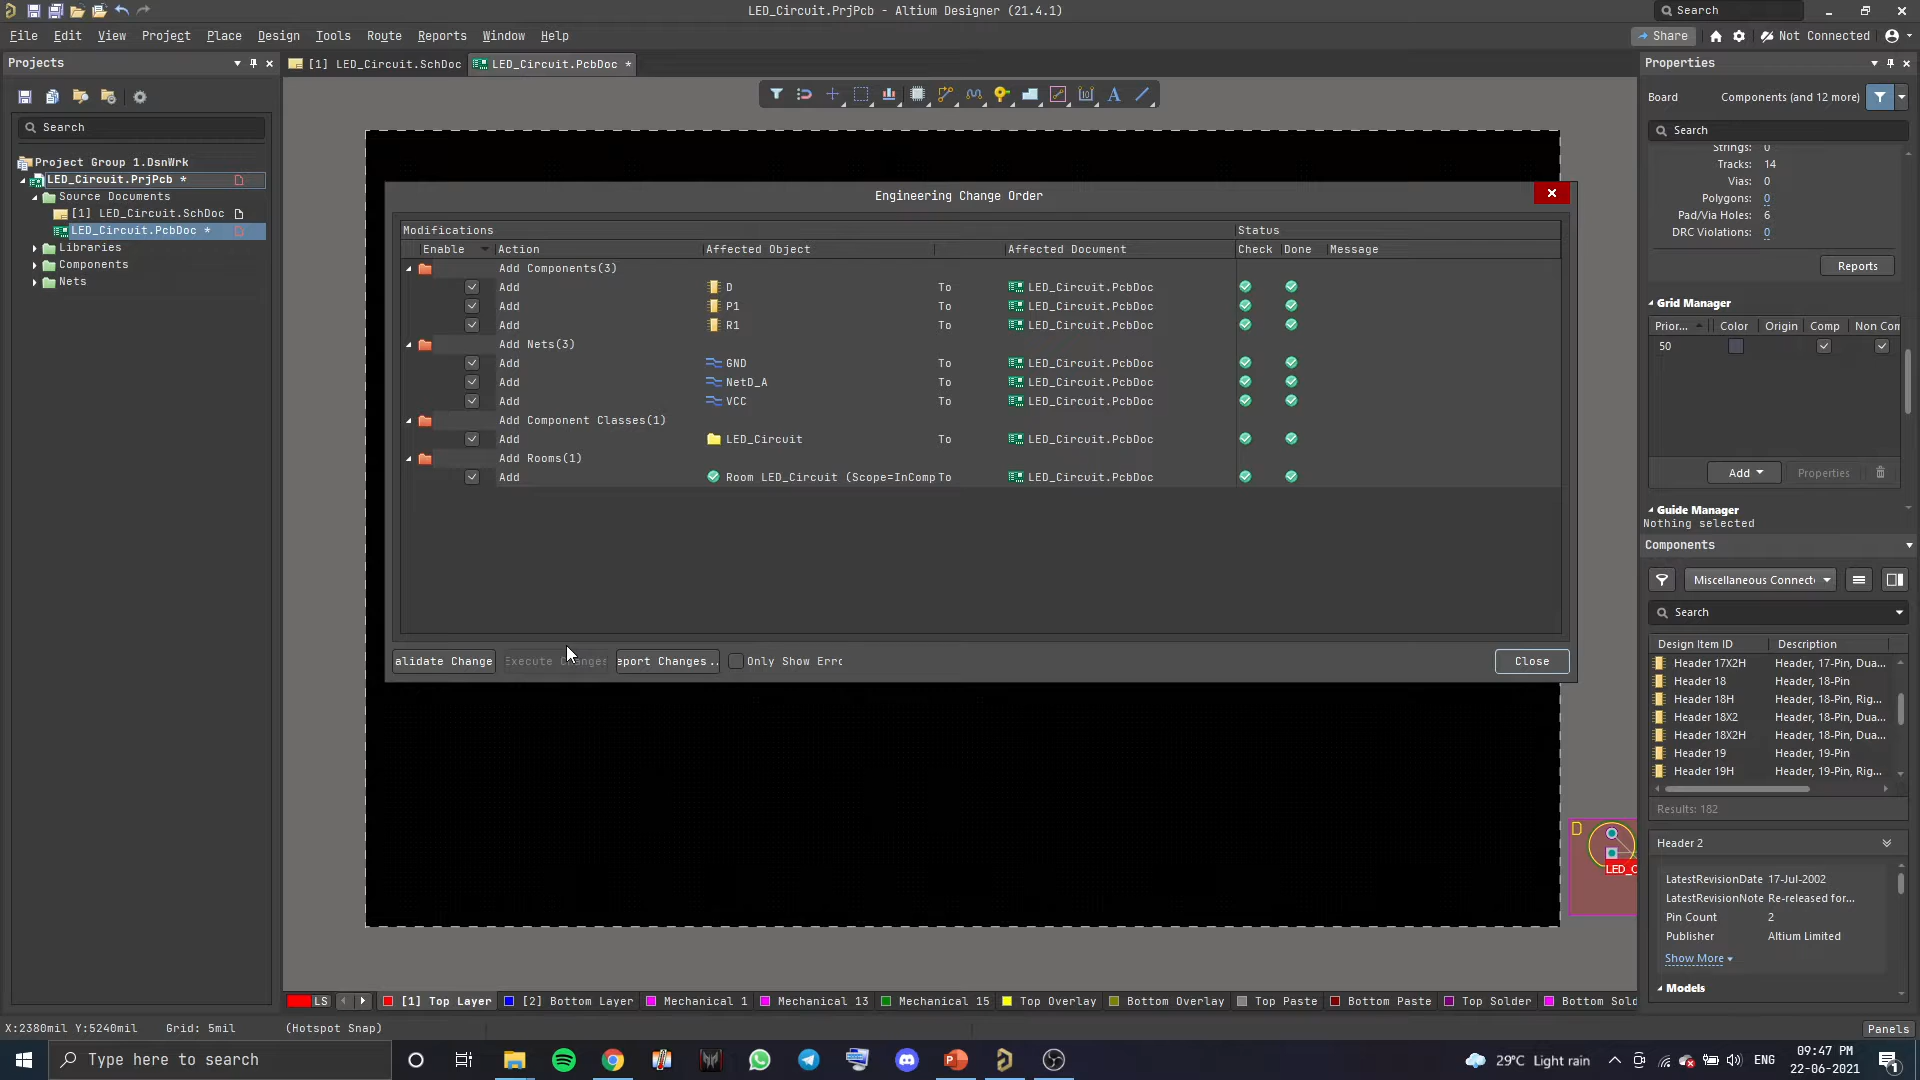 LED_Circuit.PrjPcb - Altium Designer (21.4.1)
Search
File Edit View Project Place Design Tools Route Reports Window Help
Share
Not Connected
Projects
[1] LED_Circuit.SchDoc
LED_Circuit.PcbDoc *
Properties
Board
Components (and 12 more)
Search
Search
Project Group 1.DsnWrk
LED_Circuit.PrjPcb *
Source Documents
[1] LED_Circuit.SchDoc
LED_Circuit.PcbDoc *
Libraries
Components
Nets
Strings: 0
Tracks: 14
Vias: 0
Polygons: 0
Pad/Via Holes: 6
DRC Violations: 0
Reports
Engineering Change Order
Modifications
Status
Enable Action Affected Object Affected Document Check Done Message
Add Components(3)
Add D To LED_Circuit.PcbDoc
Add P1 To LED_Circuit.PcbDoc
Add R1 To LED_Circuit.PcbDoc
Add Nets(3)
Add GND To LED_Circuit.PcbDoc
Add NetD_A To LED_Circuit.PcbDoc
Add VCC To LED_Circuit.PcbDoc
Add Component Classes(1)
Add LED_Circuit To LED_Circuit.PcbDoc
Add Rooms(1)
Add Room LED_Circuit (Scope=InComp To LED_Circuit.PcbDoc
alidate Change
Execute Changes
eport Changes..
Only Show Errc
Close
Grid Manager
Prior... Color Origin Comp Non Com
50
Add
Properties
Guide Manager
Nothing selected
Components
Miscellaneous Connect
Search
Design Item ID Description
Header 17X2H Header, 17-Pin, Dua...
Header 18 Header, 18-Pin
Header 18H Header, 18-Pin, Rig...
Header 18X2 Header, 18-Pin, Dua...
Header 18X2H Header, 18-Pin, Dua...
Header 19 Header, 19-Pin
Header 19H Header, 19-Pin, Rig...
Results: 182
Header 2
LatestRevisionDate 17-Jul-2002
LatestRevisionNote Re-released for...
Pin Count 2
Publisher Altium Limited
Show More
Models
D
LED_C
LS
[1] Top Layer
[2] Bottom Layer
Mechanical 1
Mechanical 13
Mechanical 15
Top Overlay
Bottom Overlay
Top Paste
Bottom Paste
Top Solder
Bottom Sold
X:2380mil Y:5240mil Grid: 5mil (Hotspot Snap)
Panels
Type here to search
29°C Light rain
ENG
09:47 PM
22-06-2021
1